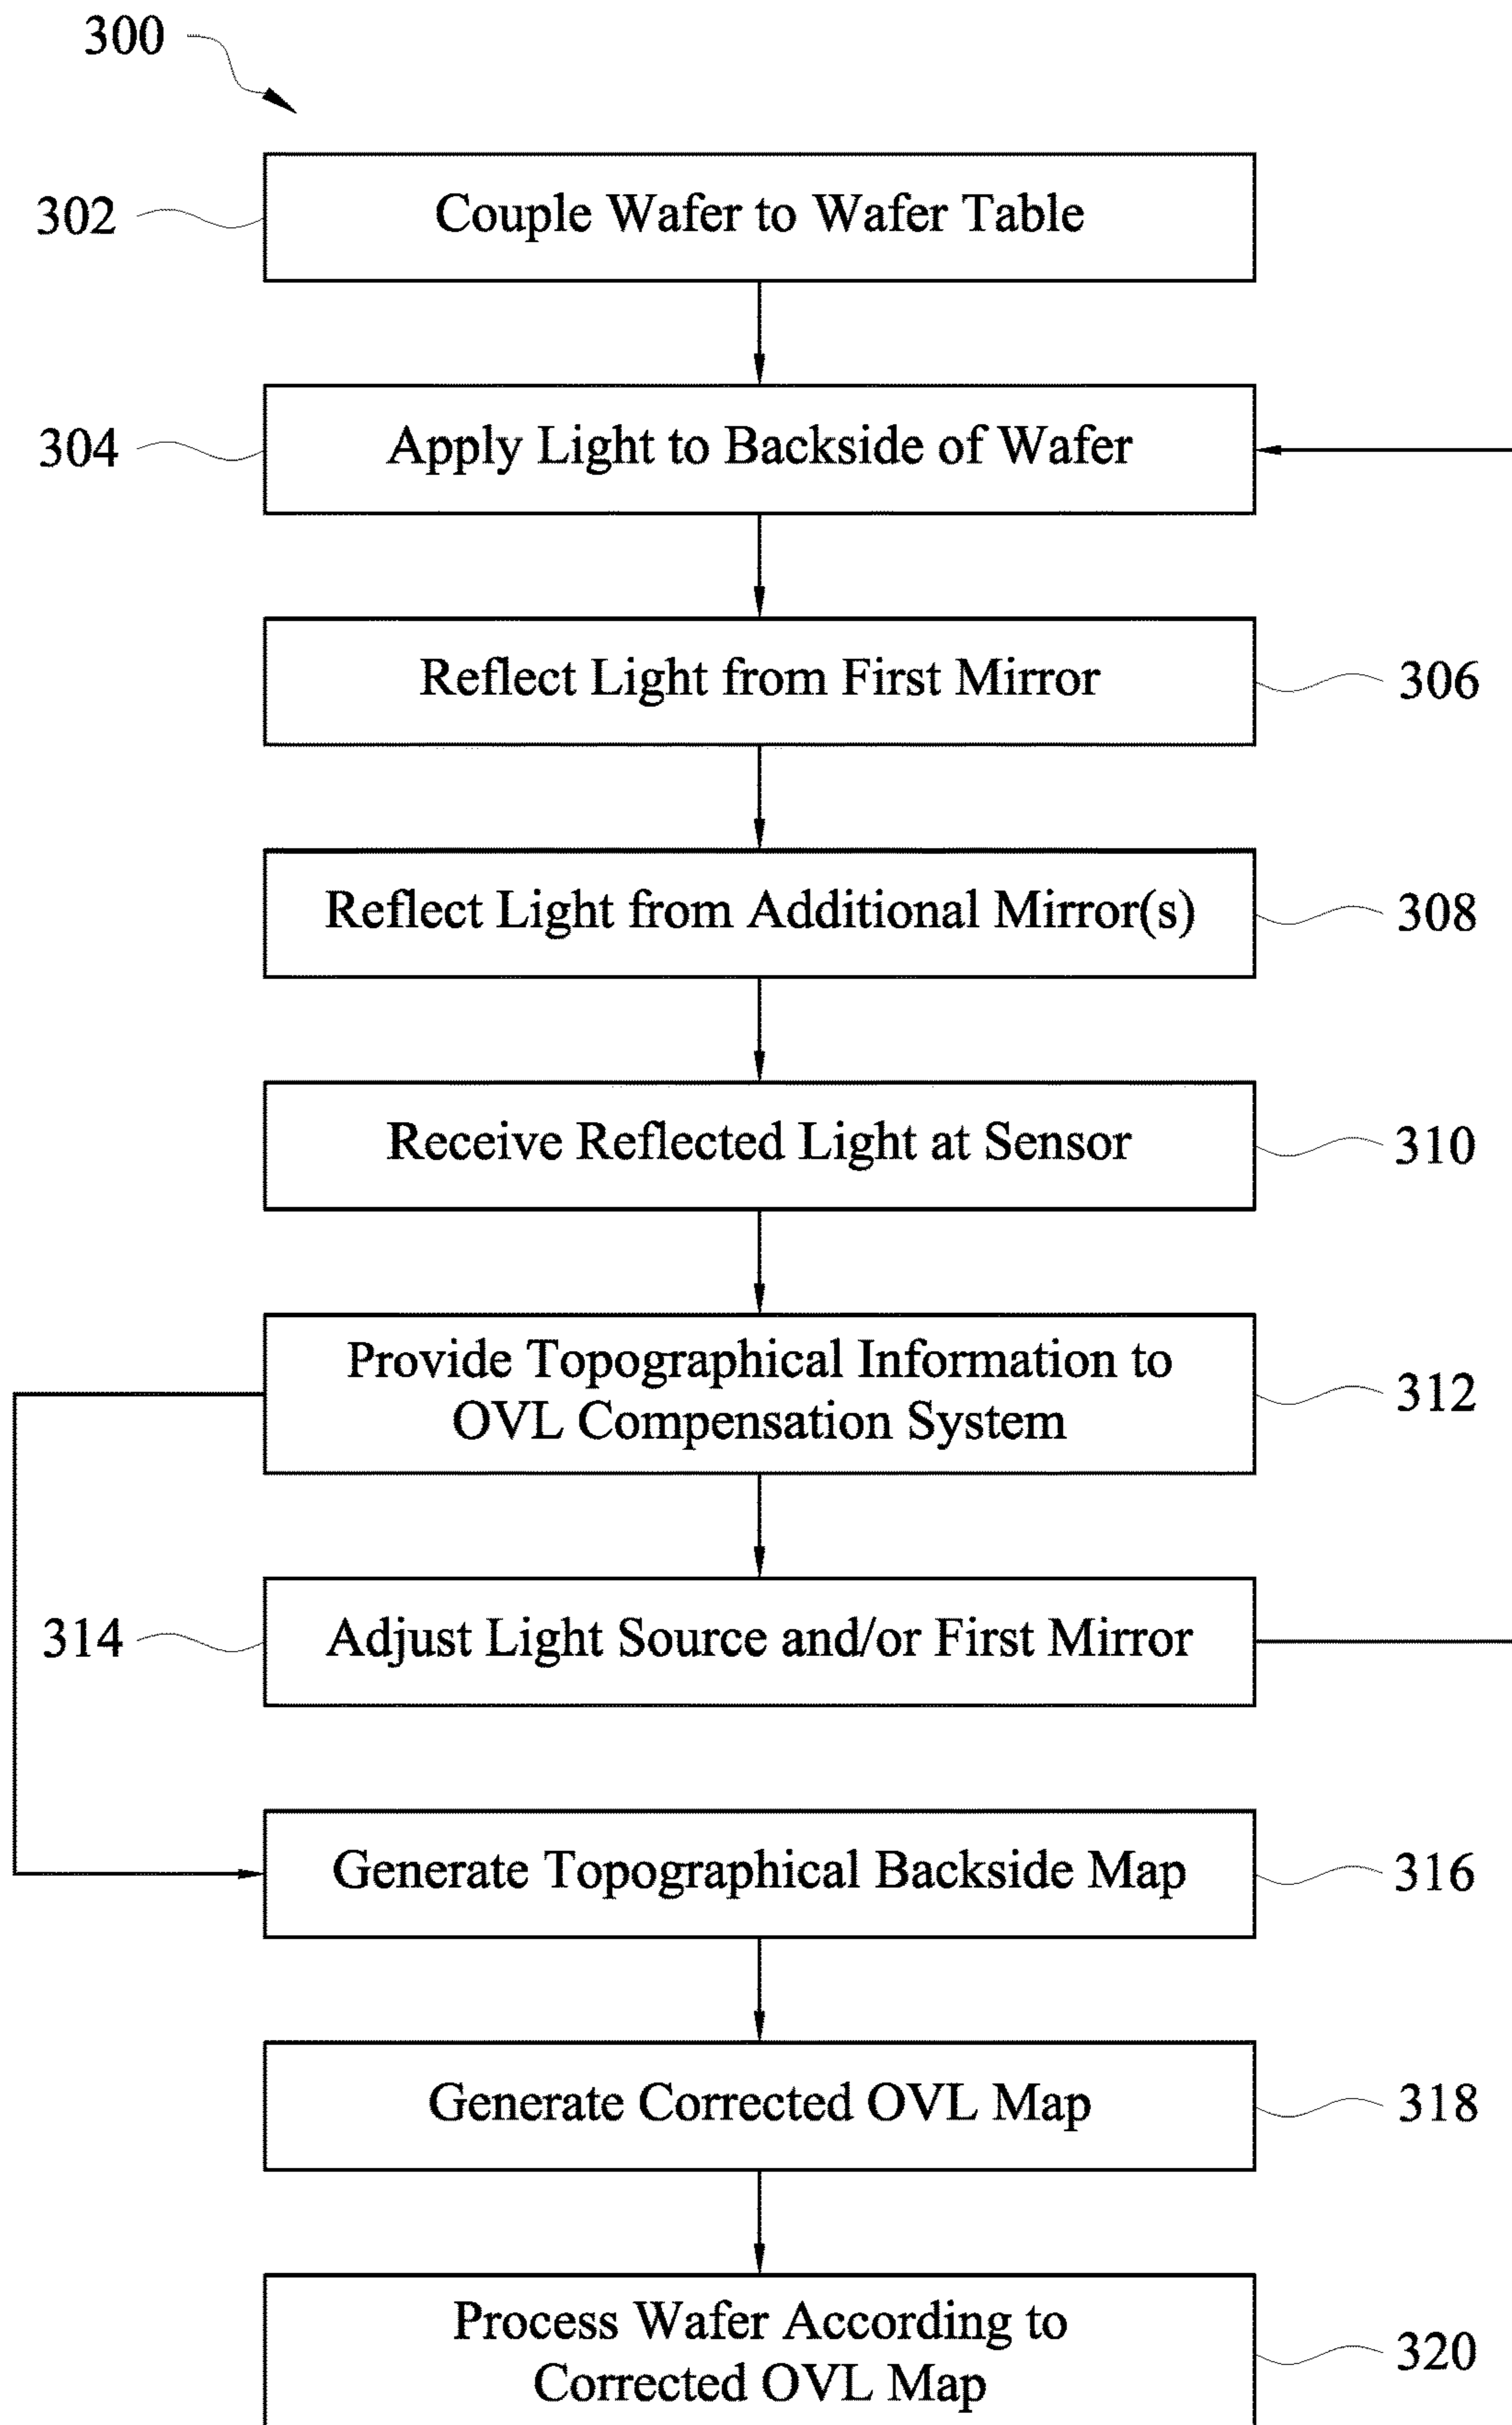 300
302
Couple Wafer to Wafer Table
304
Apply Light to Backside of Wafer
Reflect Light from First Mirror
306
Reflect Light from Additional Mirror(s)
308
Receive Reflected Light at Sensor
310
Provide Topographical Information to
OVL Compensation System
312
314
Adjust Light Source and/or First Mirror
Generate Topographical Backside Map
316
Generate Corrected OVL Map
318
Process Wafer According to
Corrected OVL Map
320